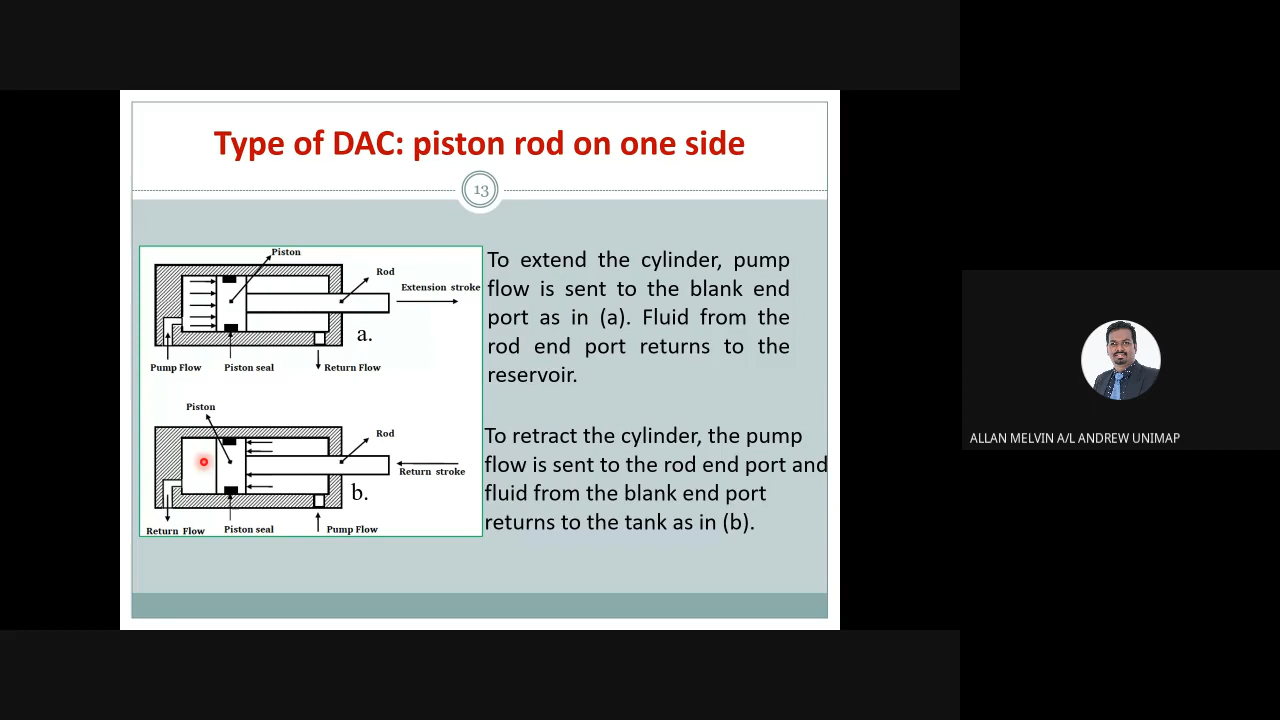 Type of DAC: piston rod on one side
13
Piston
Rod
Extension stroke
a.
Pump Flow
Piston seal
Return Flow
Piston
Rod
Return stroke
b.
Return Flow
Piston seal
Pump Flow
To extend the cylinder, pump
flow is sent to the blank end
port as in (a). Fluid from the
rod end port returns to the
reservoir.
To retract the cylinder, the pump
flow is sent to the rod end port and
fluid from the blank end port
returns to the tank as in (b).
ALLAN MELVIN A/L ANDREW UNIMAP